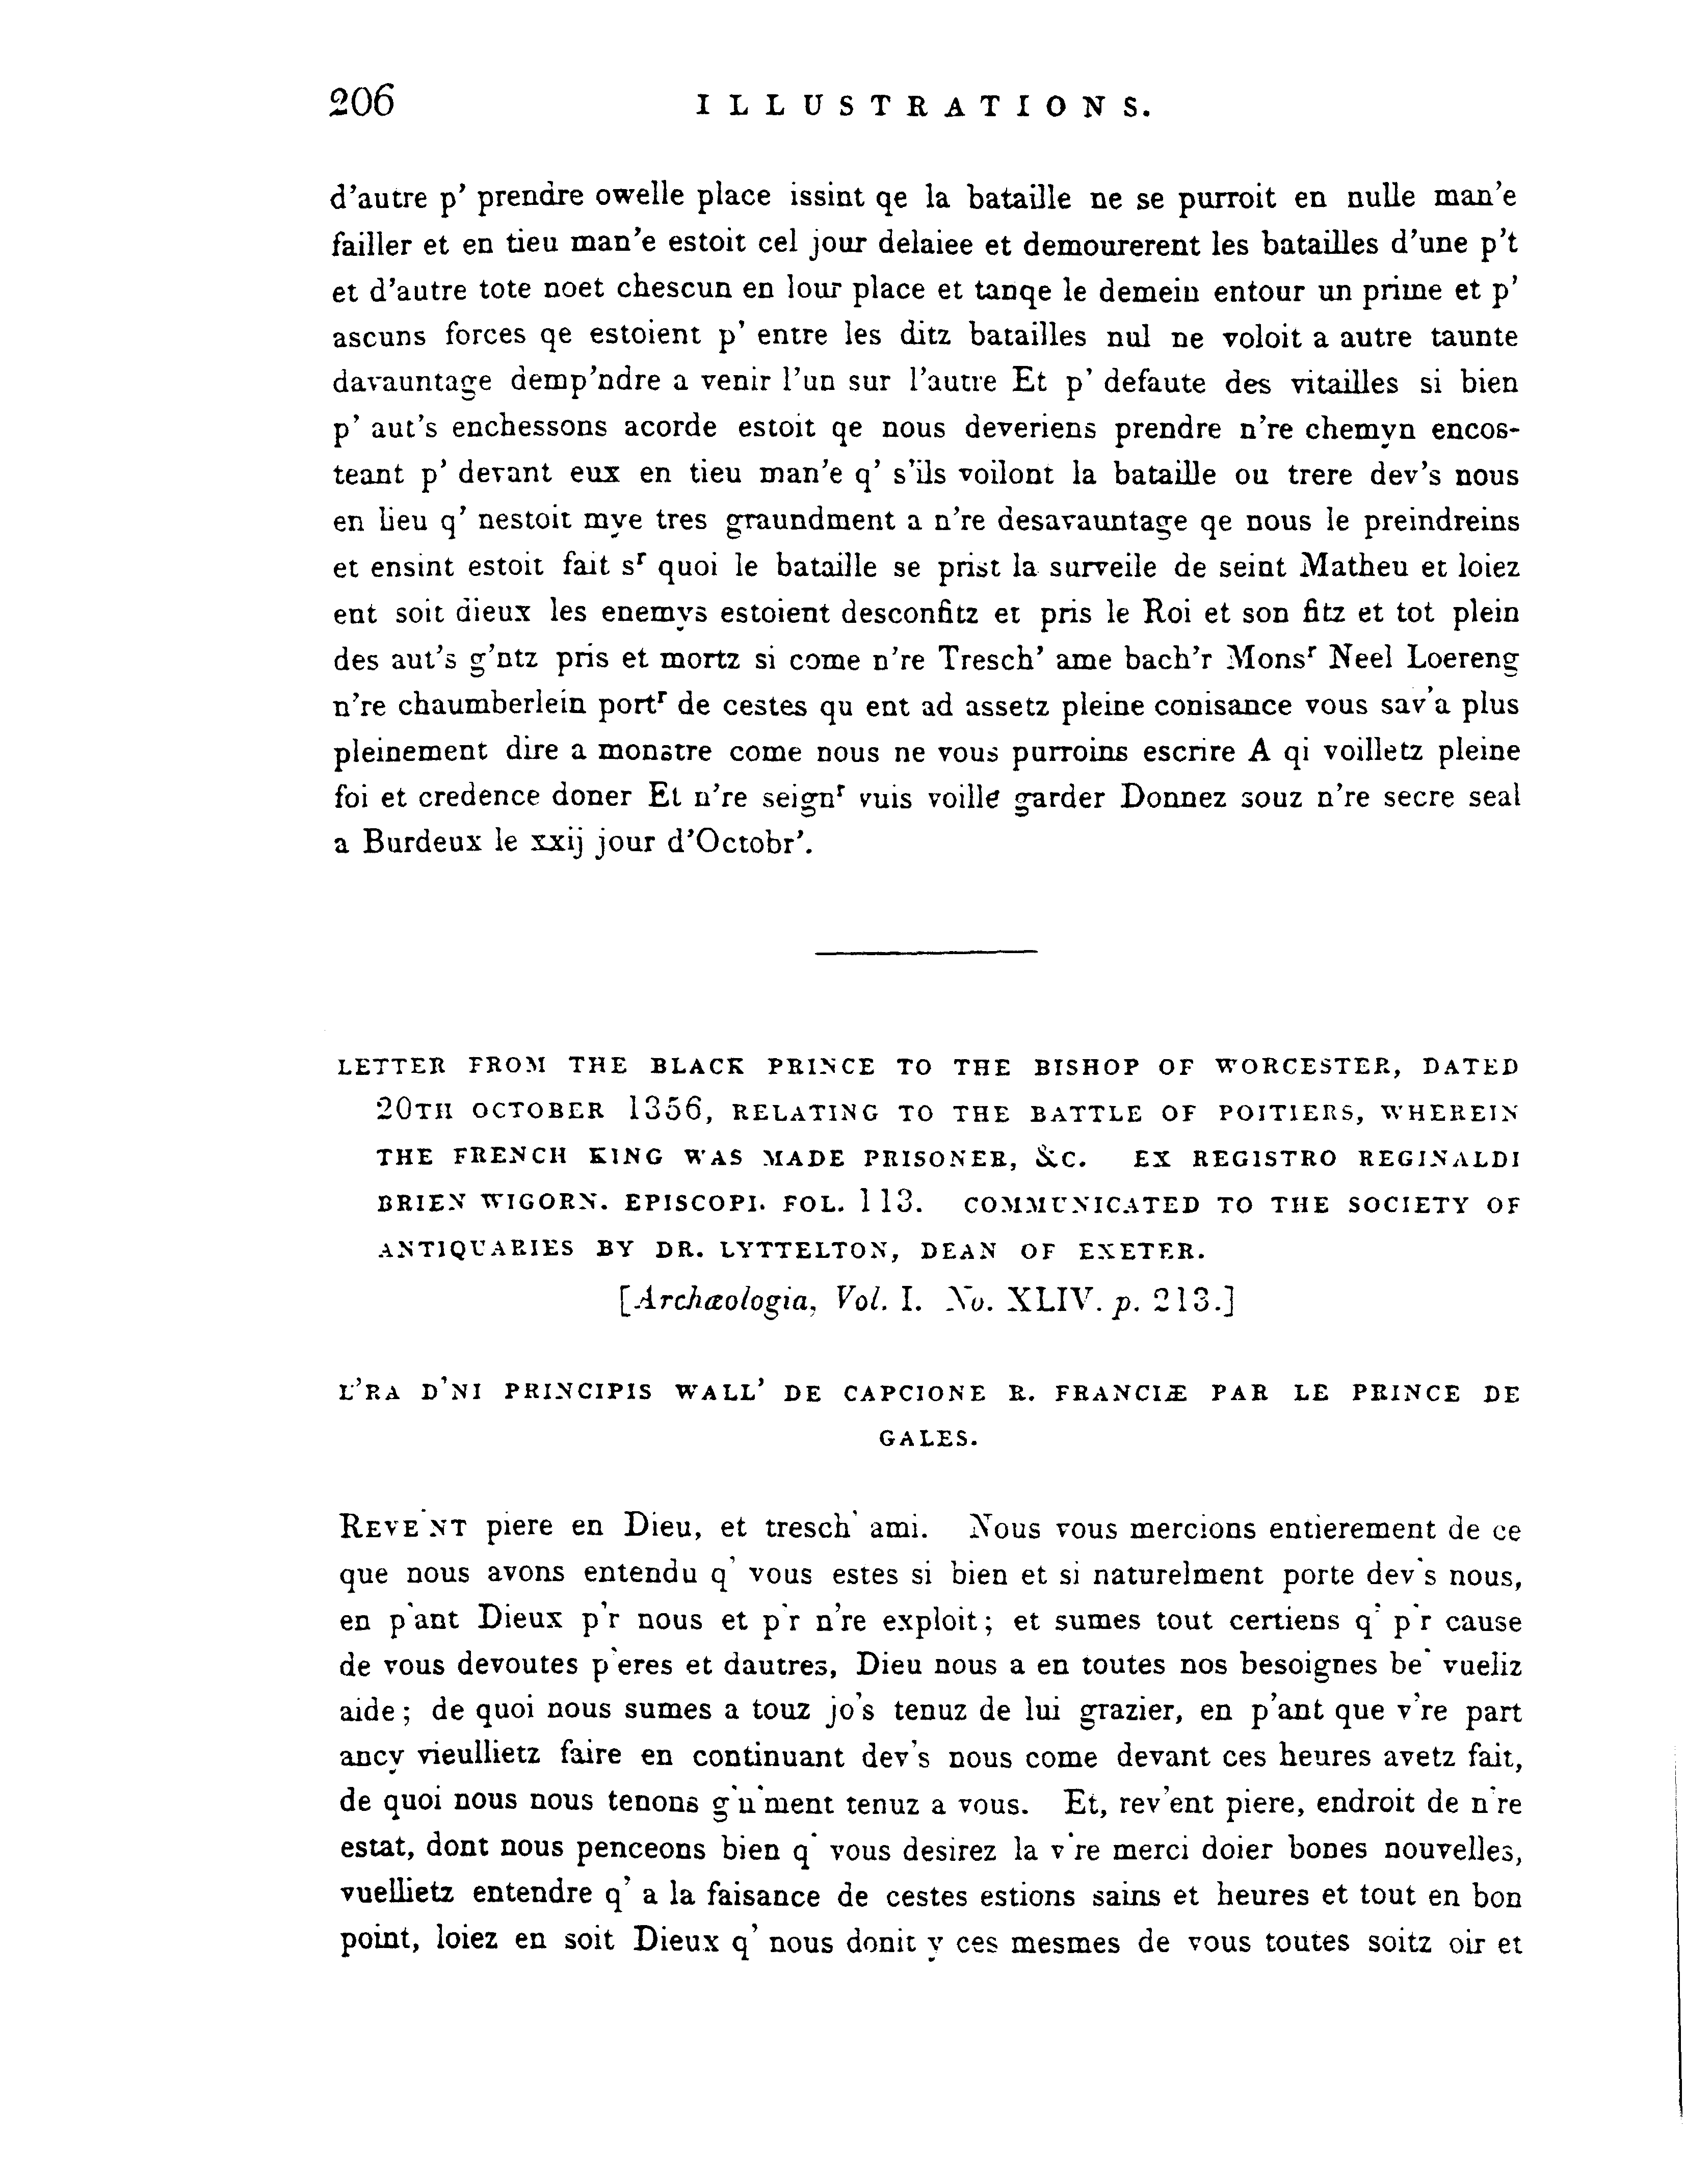 206 ILLUSTRATIONS.
d'autre p' prendre owelle place issint qe la bataille ne se purroit en nulle man'e
failler et en tieu man'e estoit cel jour delaiee et demourerent les batailles d'une p't
et d'autre tote noet chescun en lour place et tanqe le demein entour un prime et p'
ascuns forces qe estoient p' entre les ditz batailles nul ne voloit a autre taunte
davauntage demp'ndre a venir l'un sur l'autre Et p' defaute des vitailles si bien
p' aut's enchessons acorde estoit qe nous deveriens prendre n're chemyn encos-
teant p' devant eux en tieu man'e q' s'ils voilont la bataille ou trere dev's nous
en lieu q' nestoit mye tres graundment a n're desavauntage qe nous le preindreins
et ensint estoit fait sʳ quoi le bataille se prist la surveile de seint Matheu et loiez
ent soit dieux les enemys estoient desconfitz et pris le Roi et son fitz et tot plein
des aut's g'ntz pris et mortz si come n're Tresch' ame bach'r Monsʳ Neel Loereng
n're chaumberlein portʳ de cestes qu ent ad assetz pleine conisance vous sav'a plus
pleinement dire a monstre come nous ne vous purroins escrire A qi voilletz pleine
foi et credence doner Et n're seignʳ vuis voille garder Donnez souz n're secre seal
a Burdeux le xxij jour d'Octobr'.
LETTER FROM THE BLACK PRINCE TO THE BISHOP OF WORCESTER, DATED
20TH OCTOBER 1356, RELATING TO THE BATTLE OF POITIERS, WHEREIN
THE FRENCH KING WAS MADE PRISONER, &C. EX REGISTRO REGINALDI
BRIEN WIGORN. EPISCOPI. FOL. 113. COMMUNICATED TO THE SOCIETY OF
ANTIQUARIES BY DR. LYTTELTON, DEAN OF EXETER.
[Archæologia, Vol. I. No. XLIV. p. 213.]
L'RA D'NI PRINCIPIS WALL' DE CAPCIONE R. FRANCIÆ PAR LE PRINCE DE
GALES.
REVE'NT piere en Dieu, et tresch' ami. Nous vous mercions entierement de ce
que nous avons entendu q' vous estes si bien et si naturelment porte dev's nous,
en p'ant Dieux p'r nous et p'r n're exploit; et sumes tout certiens q' p'r cause
de vous devoutes p'eres et dautres, Dieu nous a en toutes nos besoignes be' vueliz
aide; de quoi nous sumes a touz jo's tenuz de lui grazier, en p'ant que v're part
ancy vieullietz faire en continuant dev's nous come devant ces heures avetz fait,
de quoi nous nous tenons g'u'ment tenuz a vous. Et, rev'ent piere, endroit de n're
estat, dont nous penceons bien q' vous desirez la v're merci doier bones nouvelles,
vuellietz entendre q' a la faisance de cestes estions sains et heures et tout en bon
point, loiez en soit Dieux q' nous donit y ces mesmes de vous toutes soitz oir et